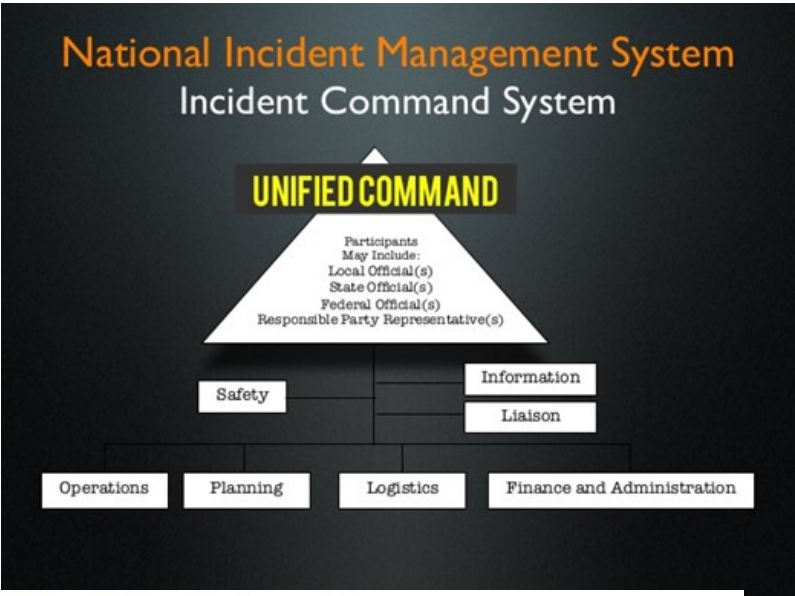 National Incident Management System
Incident Command System
UNIFIED COMMAND
Participants
May Include:
Local Official(s)
State Official(s)
Federal Official(s)
Responsible Party Representative(s)
Safety
Information
Liaison
Operations
Planning
Logistics
Finance and Administration